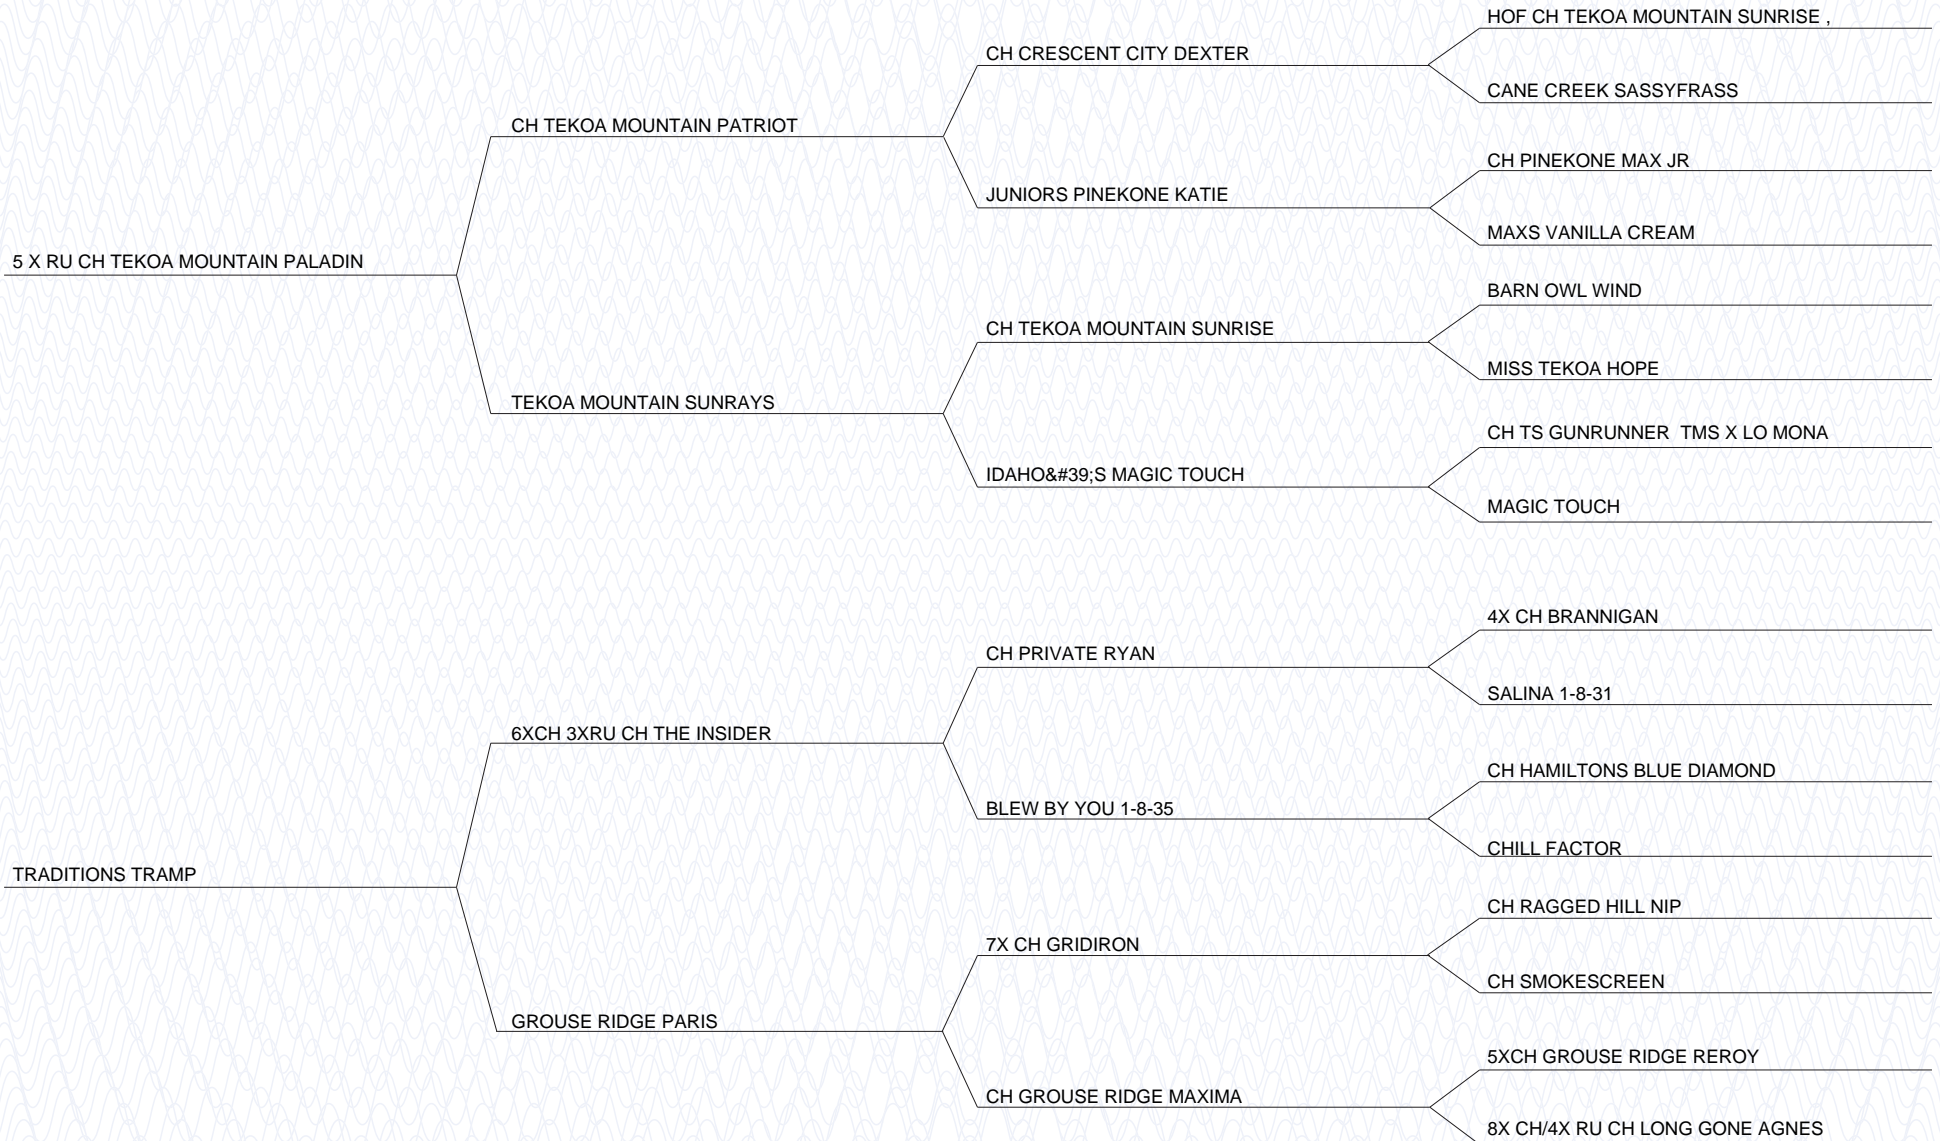 HOF CH TEKOA MOUNTAIN SUNRISE ,
CH CRESCENT CITY DEXTER
CANE CREEK SASSYFRASS
CH TEKOA MOUNTAIN PATRIOT
CH PINEKONE MAX JR
JUNIORS PINEKONE KATIE
MAXS VANILLA CREAM
5 X RU CH TEKOA MOUNTAIN PALADIN
BARN OWL WIND
CH TEKOA MOUNTAIN SUNRISE
MISS TEKOA HOPE
TEKOA MOUNTAIN SUNRAYS
CH TS GUNRUNNER  TMS X LO MONA
IDAHO&#39;S MAGIC TOUCH
MAGIC TOUCH
4X CH BRANNIGAN
CH PRIVATE RYAN
SALINA 1-8-31
6XCH 3XRU CH THE INSIDER
CH HAMILTONS BLUE DIAMOND
BLEW BY YOU 1-8-35
CHILL FACTOR
TRADITIONS TRAMP
CH RAGGED HILL NIP
7X CH GRIDIRON
CH SMOKESCREEN
GROUSE RIDGE PARIS
5XCH GROUSE RIDGE REROY
CH GROUSE RIDGE MAXIMA
8X CH/4X RU CH LONG GONE AGNES